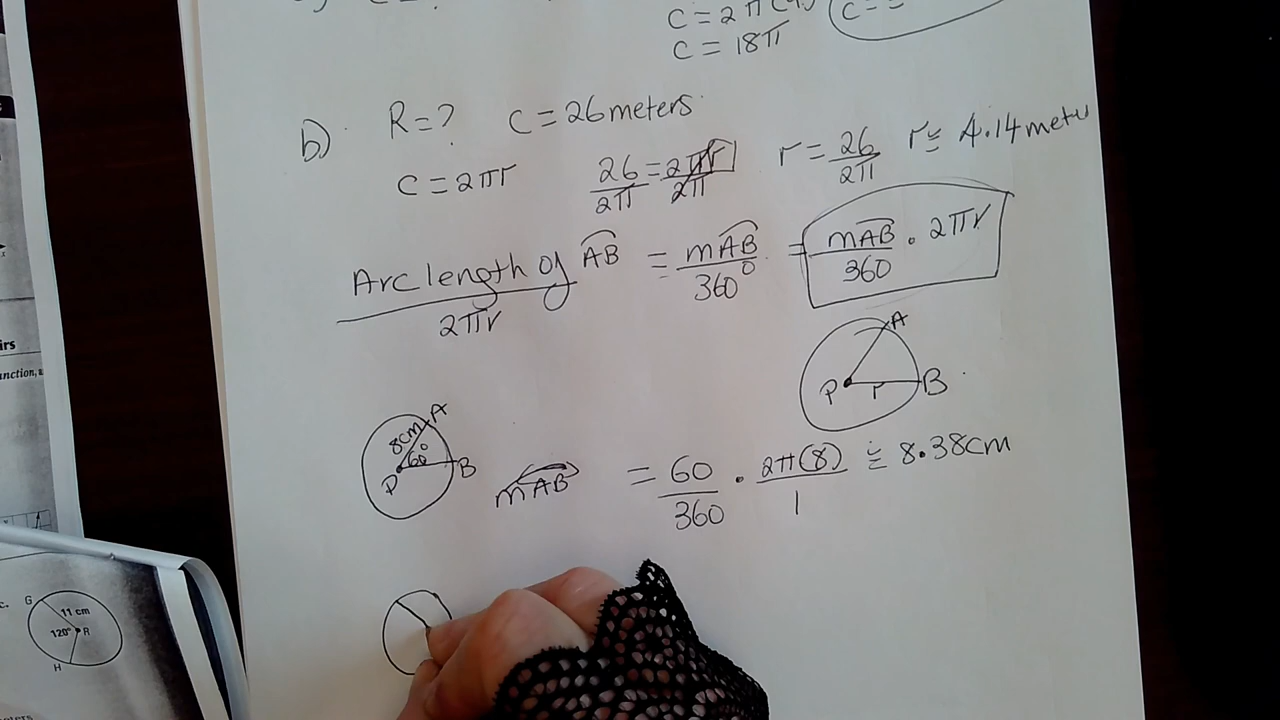 C = 2π
C = 18π
b) R = ? C = 26 meters
C = 2πr 26/2π = 2πr/2π r = 26/2π r ≅ 4.14
Arc length of AB/2πr = mAB/360° = mAB/360 · 2πr
A
P r B
A
8cm
60°
P B
mAB = 60/360 · 2π(8)/1 ≅ 8.38cm
c. G
11 cm
120° R
H